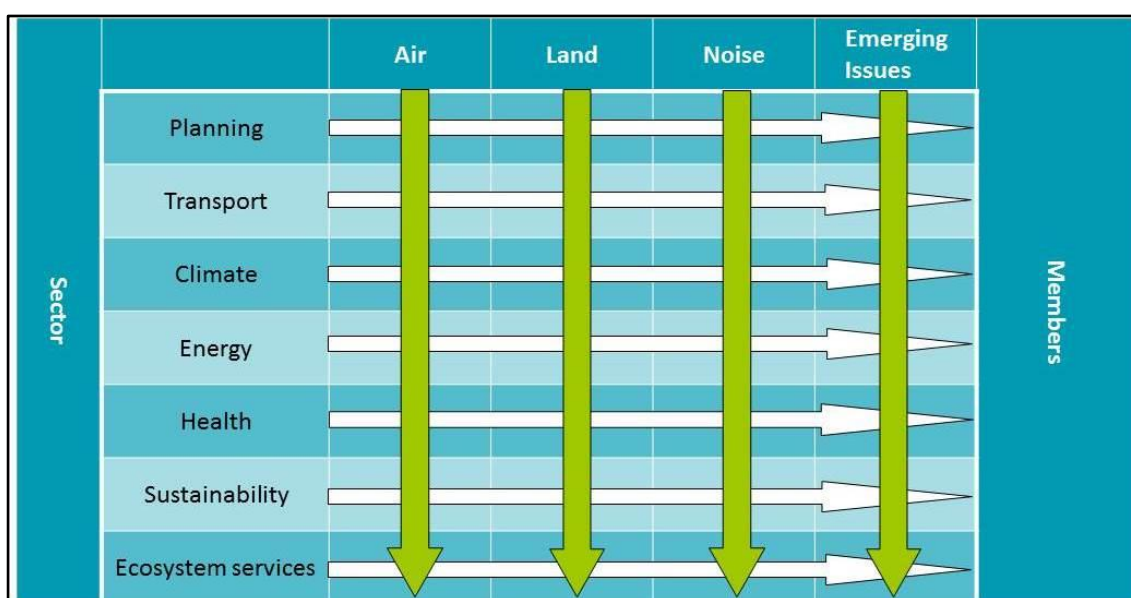 Air
Land
Noise
Emerging
Issues
Sector
Planning
Transport
Climate
Energy
Health
Sustainability
Ecosystem services
Members